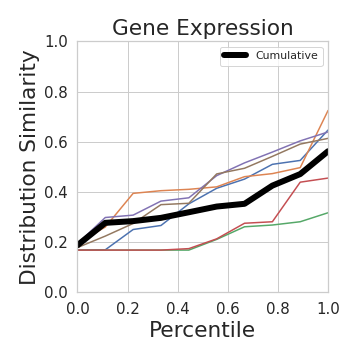 Gene Expression
Distribution Similarity
1.0
0.8
0.6
0.4
0.2
0.0
Cumulative
0.0 0.2 0.4 0.6 0.8 1.0
Percentile